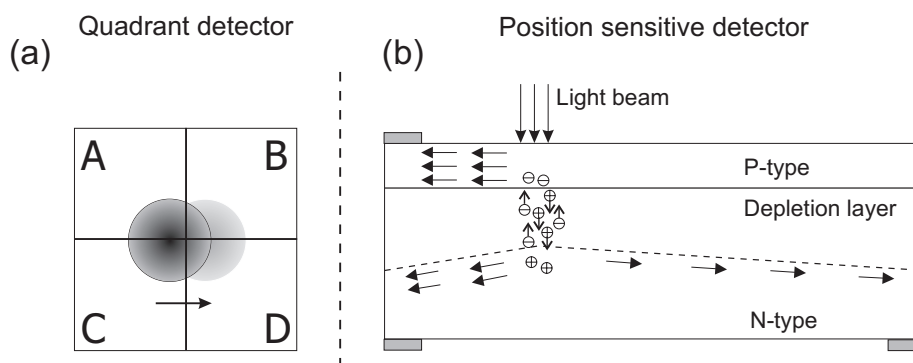 Quadrant detector
(a)
A
B
C
D
Position sensitive detector
(b)
Light beam
P-type
Depletion layer
N-type